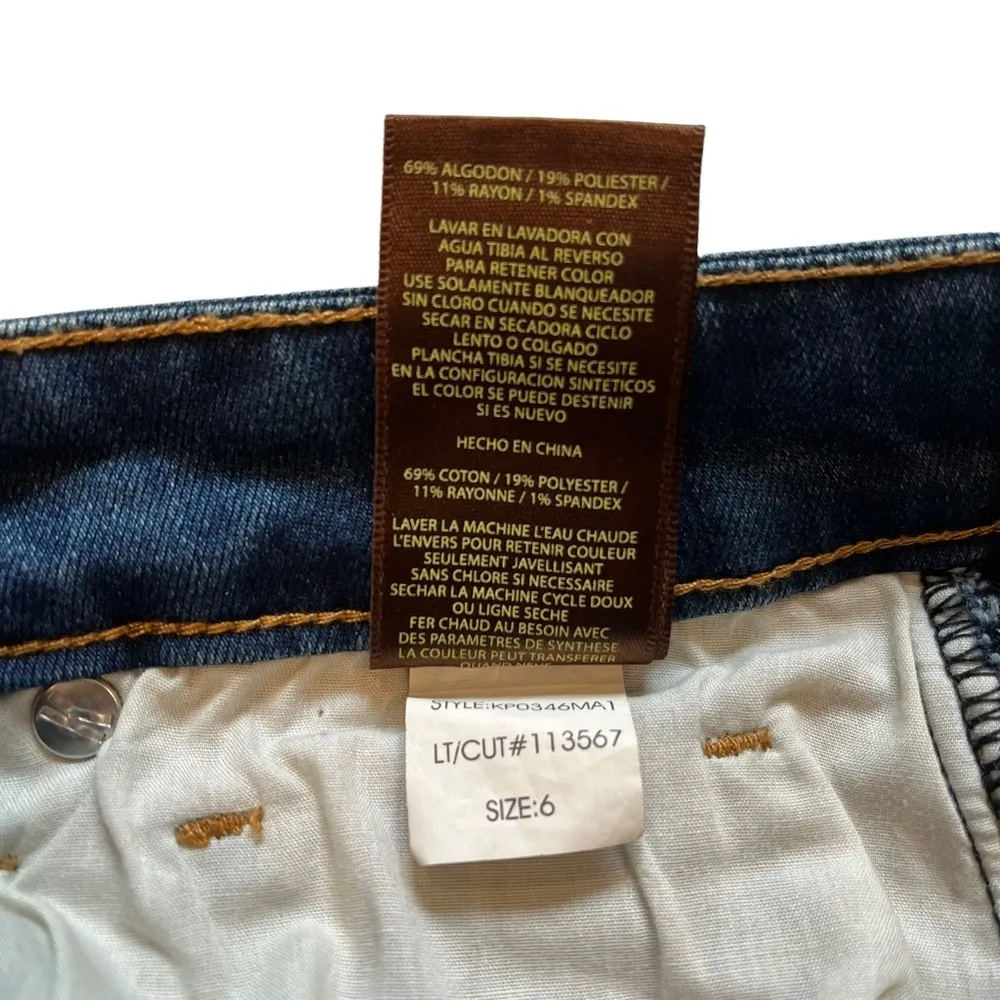 69% ALGODON / 19% POLIESTER /
11% RAYON / 1% SPANDEX
LAVAR EN LAVADORA CON
AGUA TIBIA AL REVERSO
PARA RETENER COLOR
USE SOLAMENTE BLANQUEADOR
SIN CLORO CUANDO SE NECESITE
SECAR EN SECADORA CICLO
LENTO O COLGADO
PLANCHA TIBIA SI SE NECESITE
EN LA CONFIGURACION SINTÉTICOS
EL COLOR SE PUEDE DESTENIR
SI ES NUEVO
HECHO EN CHINA
69% COTON / 19% POLYESTER /
11% RAYONNE / 1% SPANDEX
LAVER LA MACHINE L'EAU CHAUDE
L'ENVERS POUR RETENIR COULEUR
SEULEMENT JAVELLISANT
SANS CHLORE SI NECESSAIRE
SECHAR LA MACHINE CYCLE DOUX
OU LIGNE SECHE
FER CHAUD AU BESOIN AVEC
DES PARAMETRES DE SYNTHESE
LA COULEUR PEUT TRANSFERER
STYLE:KP0346MA1
LT/CUT#113567
SIZE:6